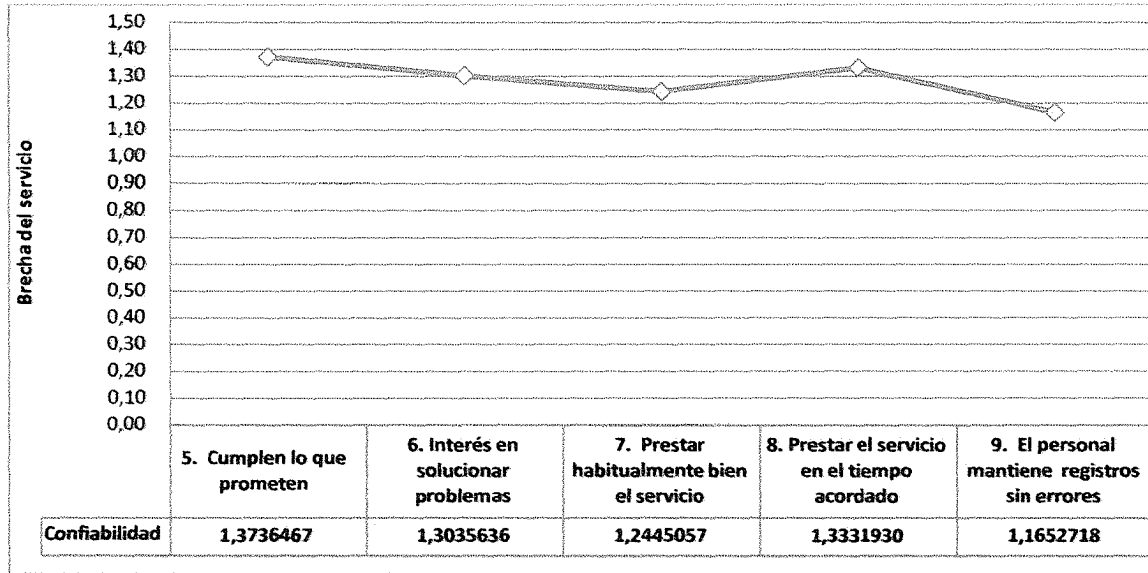 1,50
1,40
1,30
1,20
1,10
1,00
0,90
0,80
0,70
0,60
0,50
0,40
0,30
0,20
0,10
0,00
Brecha del servicio
5. Cumplen lo que
prometen
6. Interés en
solucionar
problemas
7. Prestar
habitualmente bien
el servicio
8. Prestar el servicio
en el tiempo
acordado
9. El personal
mantiene registros
sin errores
Confiabilidad 1,3736467 1,3035636 1,2445057 1,3331930 1,1652718